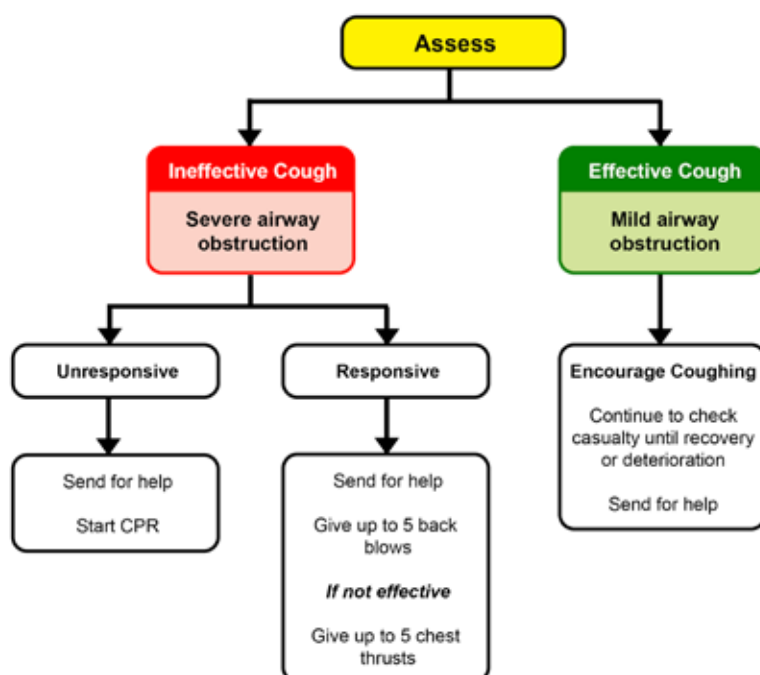 Assess
Ineffective Cough
Severe airway
obstruction
Effective Cough
Mild airway
obstruction
Unresponsive
Send for help
Start CPR
Responsive
Send for help
Give up to 5 back
blows
If not effective
Give up to 5 chest
thrusts
Encourage Coughing
Continue to check
casualty until recovery
or deterioration
Send for help